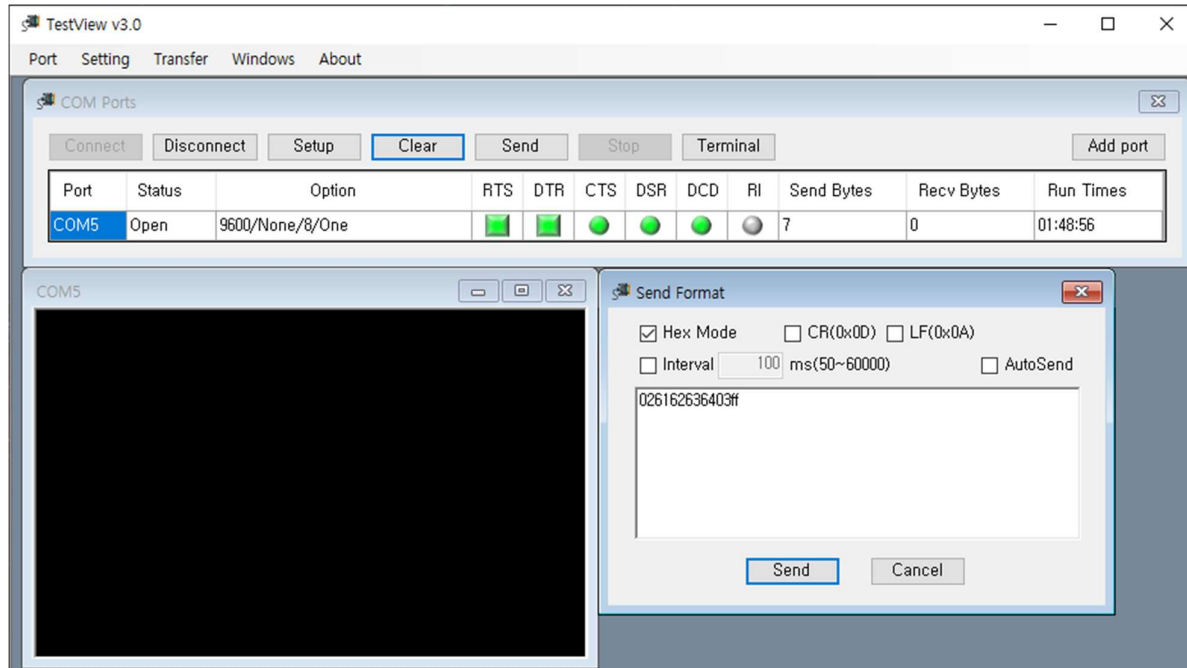 TestView v3.0
Port Setting Transfer Windows About
COM Ports
Connect Disconnect Setup Clear Send Stop Terminal Add port
Port Status Option RTS DTR CTS DSR DCD RI Send Bytes Recv Bytes Run Times
COM5 Open 9600/None/8/One 7 0 01:48:56
COM5
Send Format
Hex Mode CR(0x0D) LF(0x0A)
Interval 100 ms(50~60000) AutoSend
026162636403ff
Send Cancel